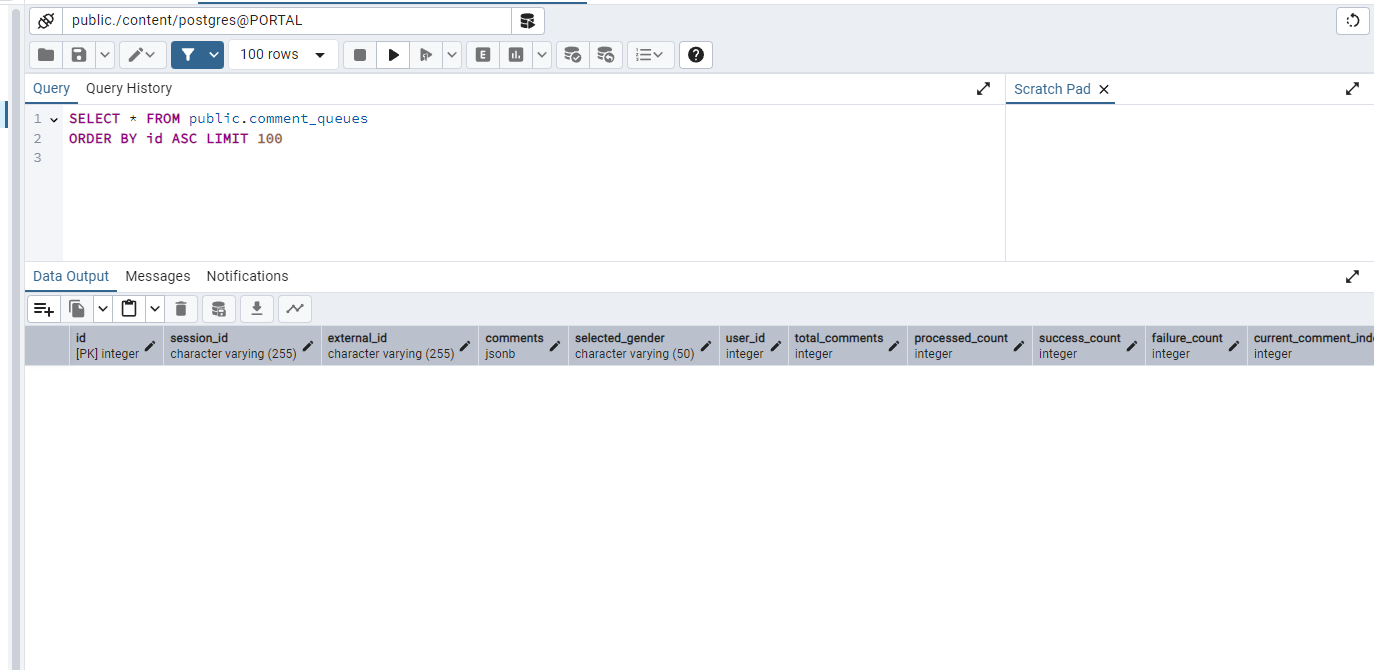 public./content/postgres@PORTAL
100 rows
E
Query
Query History
Scratch Pad
1
SELECT * FROM public.comment_queues
2
ORDER BY id ASC LIMIT 100
3
Data Output
Messages
Notifications
id
[PK] integer
session_id
character varying (255)
external_id
character varying (255)
comments
jsonb
selected_gender
character varying (50)
user_id
integer
total_comments
integer
processed_count
integer
success_count
integer
failure_count
integer
current_comment_inde
integer